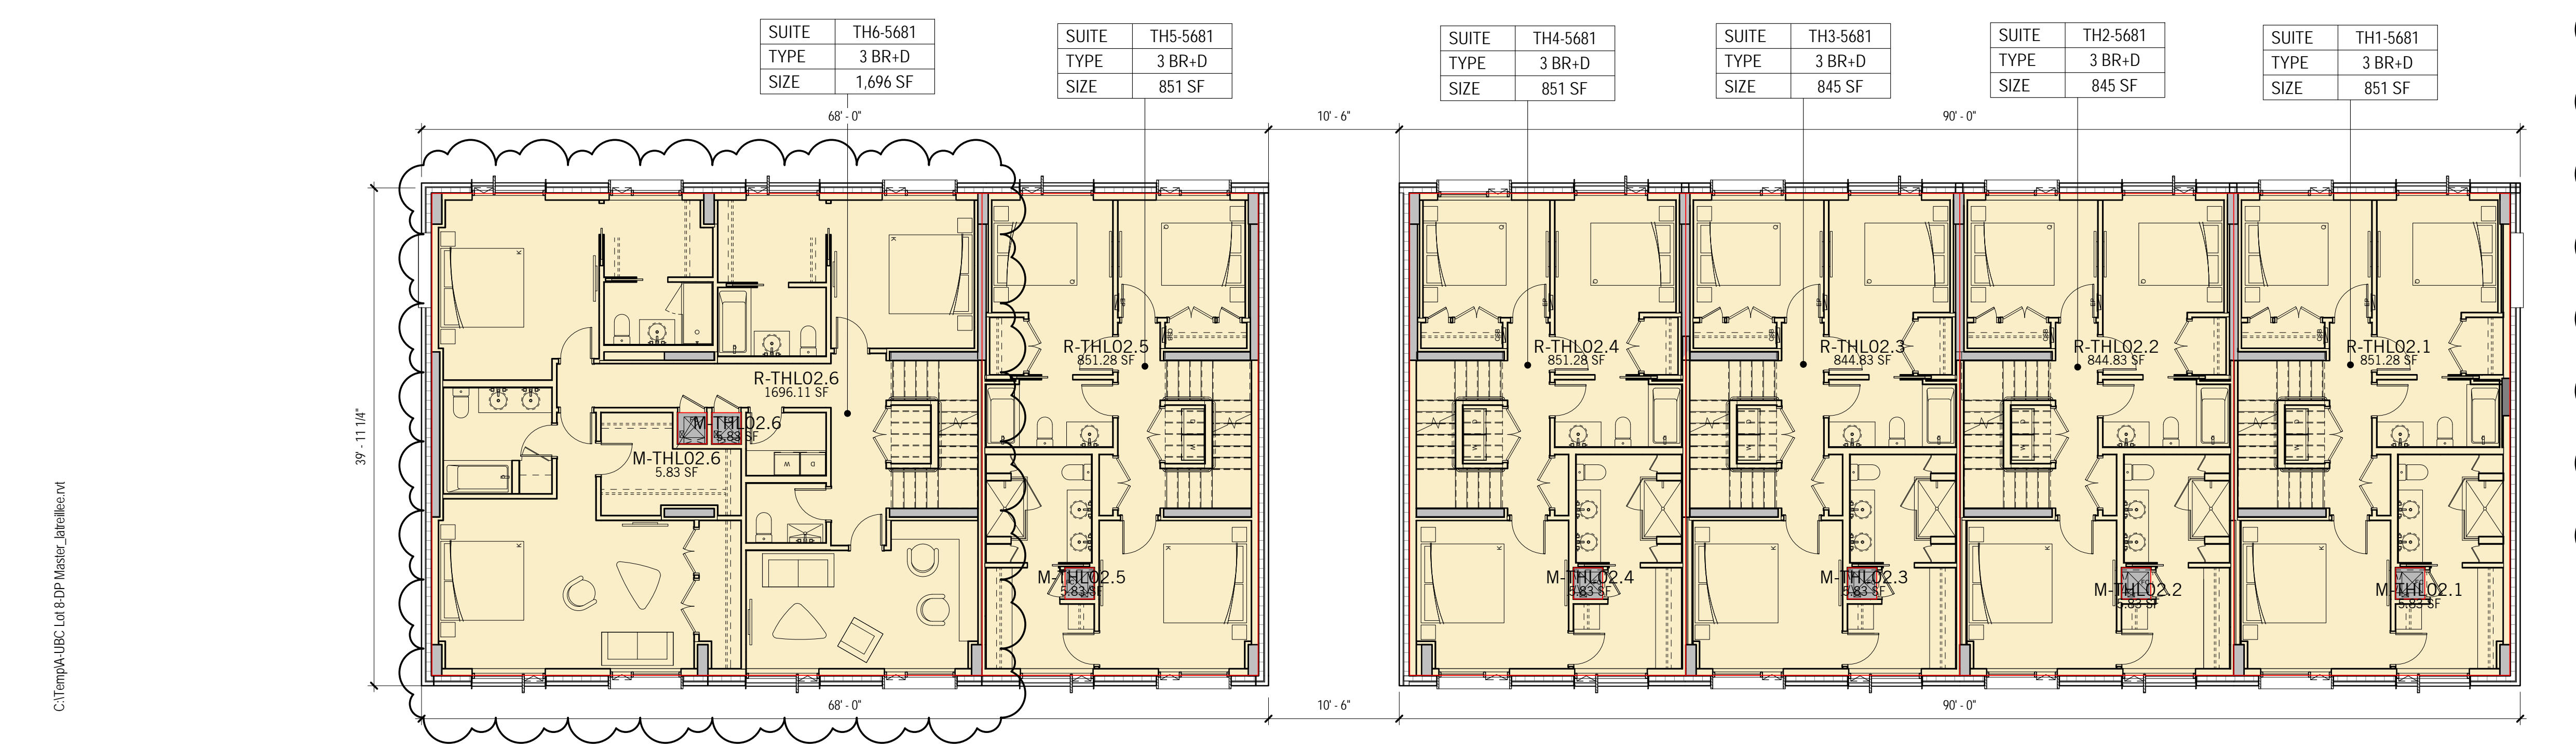 SUITE TH6-5681
TYPE 3 BR+D
SIZE 1,696 SF
SUITE TH5-5681
TYPE 3 BR+D
SIZE 851 SF
SUITE TH4-5681
TYPE 3 BR+D
SIZE 851 SF
SUITE TH3-5681
TYPE 3 BR+D
SIZE 845 SF
SUITE TH2-5681
TYPE 3 BR+D
SIZE 845 SF
SUITE TH1-5681
TYPE 3 BR+D
SIZE 851 SF
68' - 0"
10' - 6"
90' - 0"
39' - 11 1/4"
R-THL02.6
1696.11 SF
M-THL02.6
5.83 SF
M-THL02.6
5.83 SF
R-THL02.5
851.28 SF
M-THL02.5
5.83 SF
R-THL02.4
851.28 SF
M-THL02.4
5.83 SF
R-THL02.3
844.83 SF
M-THL02.3
5.83 SF
R-THL02.2
844.83 SF
M-THL02.2
5.83 SF
R-THL02.1
851.28 SF
M-THL02.1
5.83 SF
W D
K
K
K
68' - 0"
10' - 6"
90' - 0"
C:\Temp\A-UBC Lot 8-DP Master_latreillee.rvt